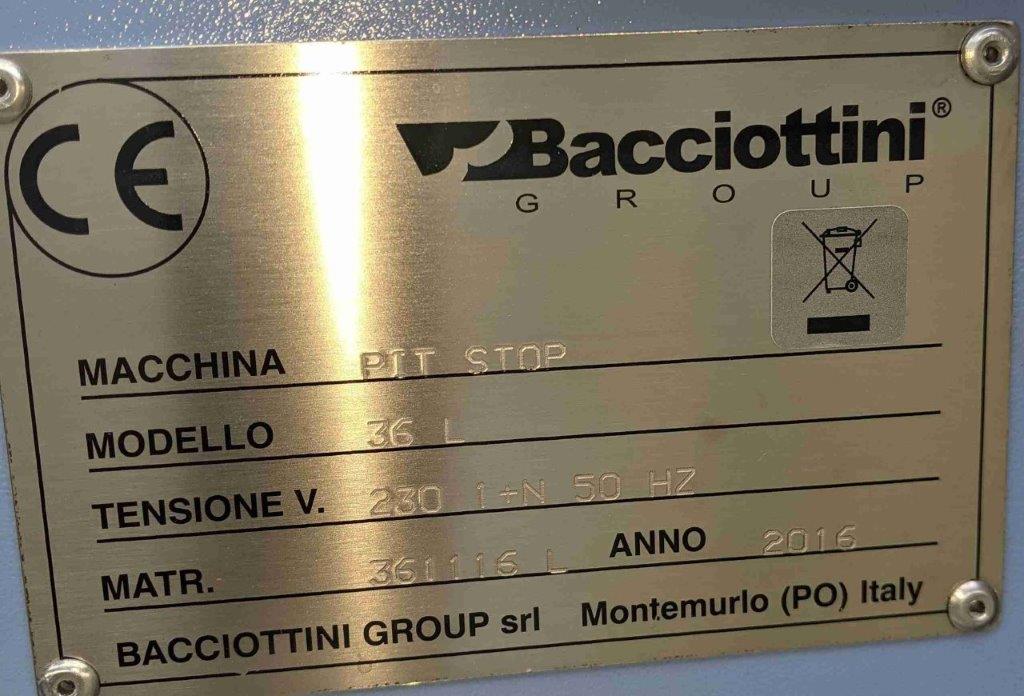 CE
Bacciottini®
GROUP
MACCHINA PIT STOP
MODELLO 36 L
TENSIONE V. 230 1+N 50 HZ
MATR. 361116 L ANNO 2016
BACCIOTTINI GROUP srl Montemurlo (PO) Italy